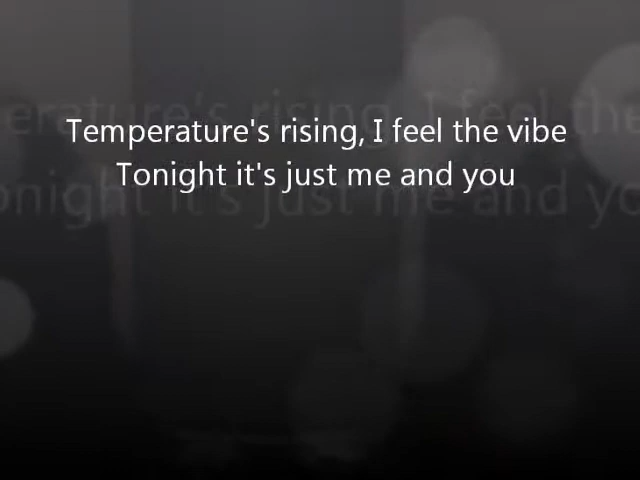 Temperature's rising, I feel the vibe
Tonight it's just me and you